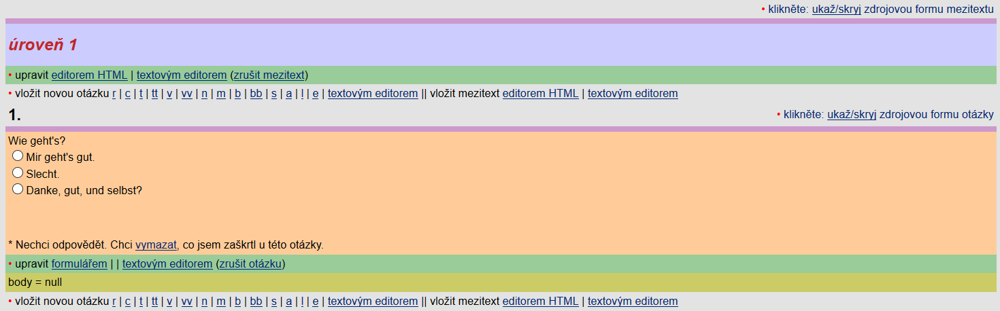 • klikněte: ukaž/skryj zdrojovou formu mezitextu
úroveň 1
• upravit editorem HTML | textovým editorem (zrušit mezitext)
• vložit novou otázku r | c | t | tt | v | vv | n | m | b | bb | s | a | l | e | textovým editorem || vložit mezitext editorem HTML | textovým editorem
1. • klikněte: ukaž/skryj zdrojovou formu otázky
Wie geht's?
Mir geht's gut.
Slecht.
Danke, gut, und selbst?
* Nechci odpovědět. Chci vymazat, co jsem zaškrtl u této otázky.
• upravit formulářem | | textovým editorem (zrušit otázku)
body = null
• vložit novou otázku r | c | t | tt | v | vv | n | m | b | bb | s | a | l | e | textovým editorem || vložit mezitext editorem HTML | textovým editorem